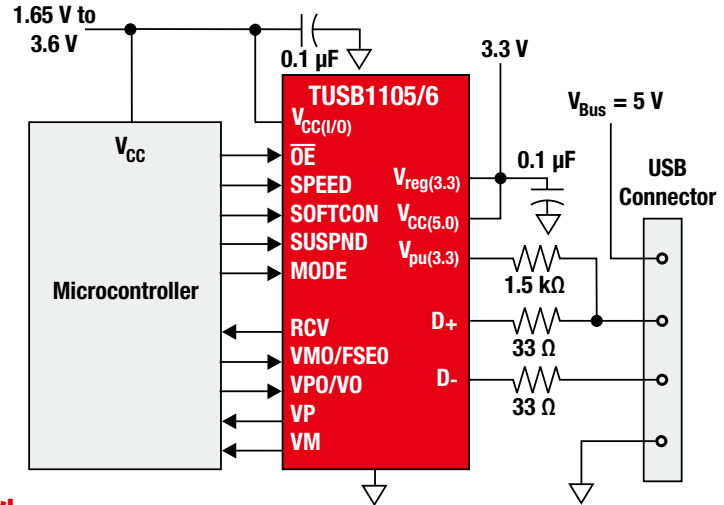 1.65 V to
3.6 V
0.1 µF
3.3 V
TUSB1105/6
V_CC(I/O)
V_CC
OE
SPEED
SOFTCON
SUSPND
MODE
V_reg(3.3)
V_CC(5.0)
V_pu(3.3)
0.1 µF
V_Bus = 5 V
USB
Connector
Microcontroller
1.5 kΩ
RCV
VMO/FSE0
VPO/VO
VP
VM
D+
33 Ω
D-
33 Ω